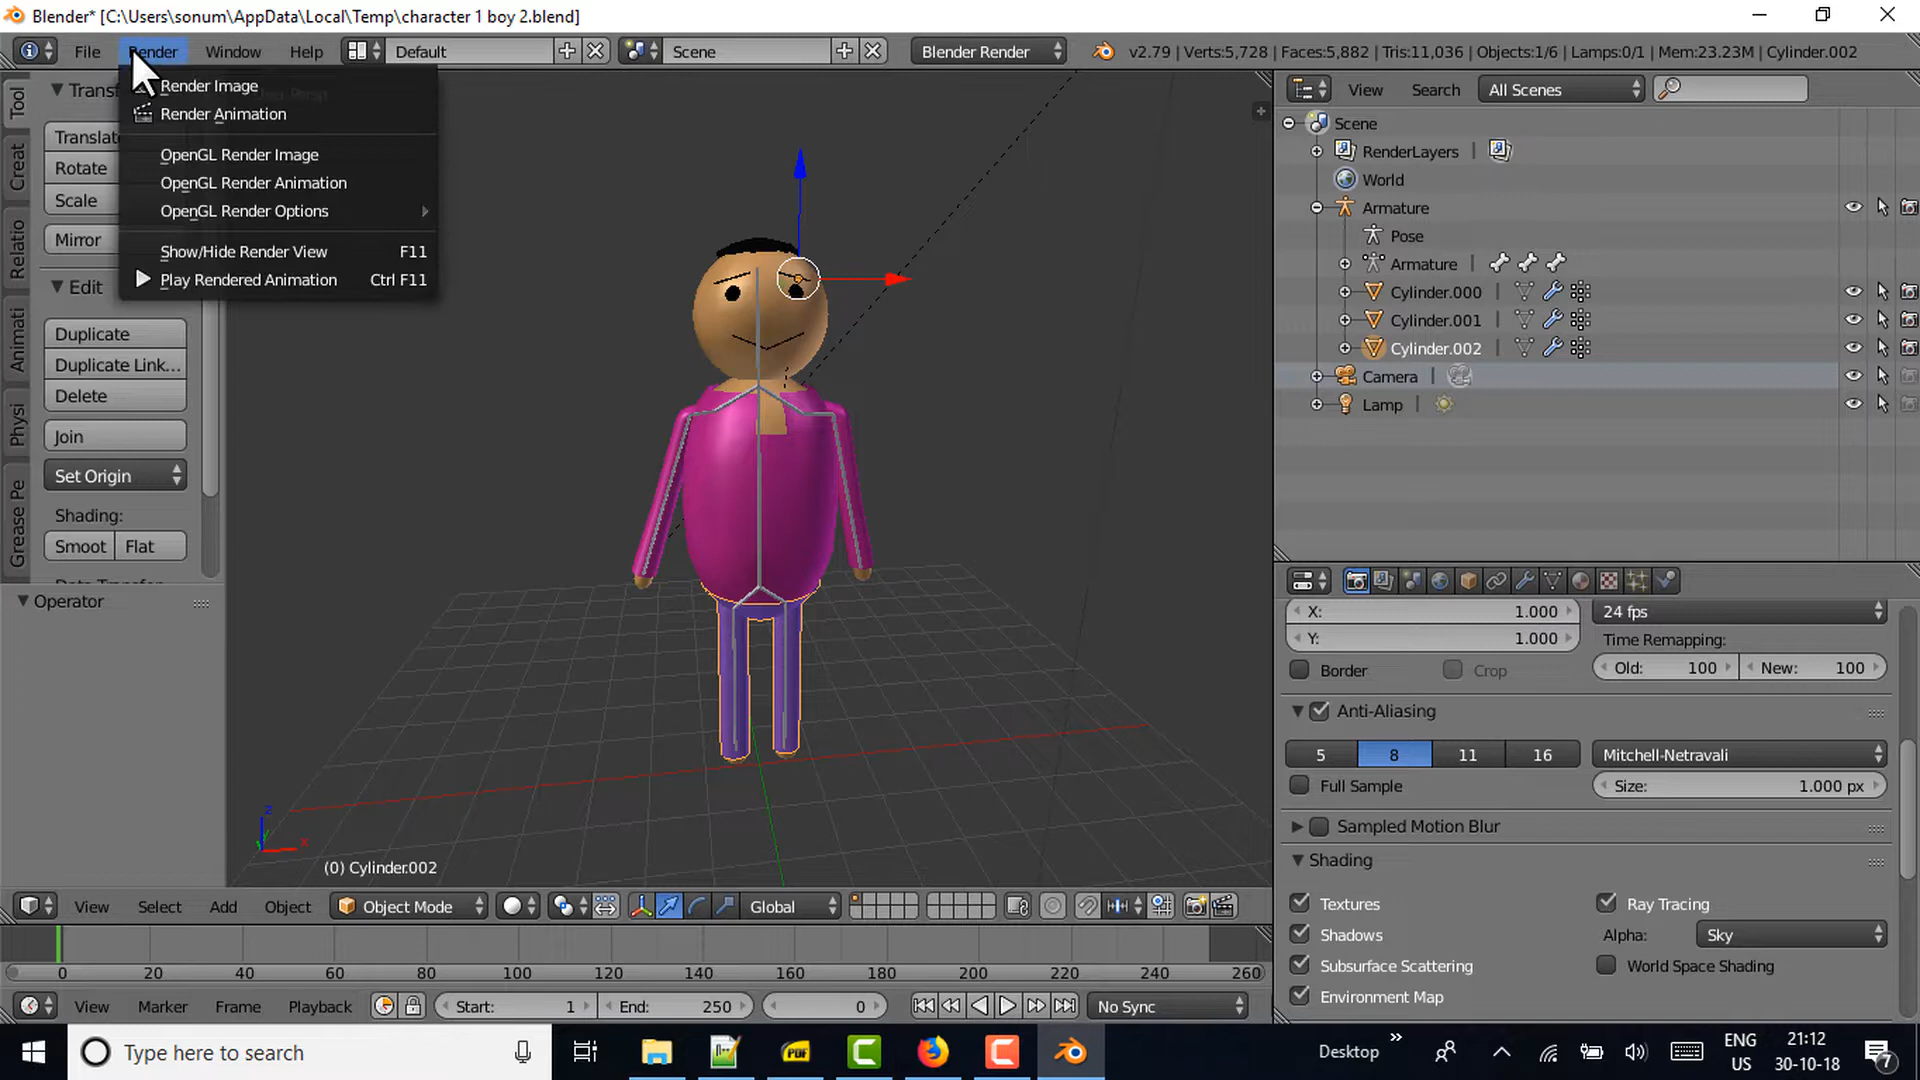 Blender* [C:\Users\sonum\AppData\Local\Temp\character 1 boy 2.blend]
File Render Window Help Default Scene Blender Render v2.79 | Verts:5,728 | Faces:5,882 | Tris:11,036 | Objects:1/6 | Lamps:0/1 | Mem:23.23M | Cylinder.002
Render Image
Render Animation
OpenGL Render Image
OpenGL Render Animation
OpenGL Render Options
Show/Hide Render View F11
Play Rendered Animation Ctrl F11
Tool
Creat
Relatio
Animati
Physi
Grease Pe
Transf
Translate
Rotate
Scale
Mirror
Edit
Duplicate
Duplicate Link...
Delete
Join
Set Origin
Shading:
Smoot Flat
Operator
z
x
(0) Cylinder.002
View Search All Scenes
Scene
RenderLayers |
World
Armature
Pose
Armature
Cylinder.000
Cylinder.001
Cylinder.002
Camera |
Lamp |
X: 1.000 24 fps
Y: 1.000 Time Remapping:
Border Crop Old: 100 New: 100
Anti-Aliasing
5 8 11 16 Mitchell-Netravali
Full Sample Size: 1.000 px
Sampled Motion Blur
Shading
Textures Ray Tracing
Shadows Alpha: Sky
Subsurface Scattering World Space Shading
Environment Map
View Select Add Object Object Mode Global
0 20 40 60 80 100 120 140 160 180 200 220 240 260
View Marker Frame Playback Start: 1 End: 250 0 No Sync
Type here to search Desktop » ENG US 21:12 30-10-18 7
PDF